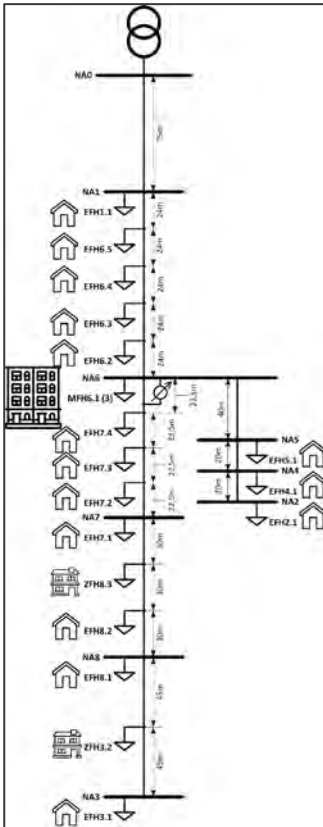 NA0
75m
NA1
24m
EFH1.1
24m
EFH6.5
24m
EFH6.4
24m
EFH6.3
24m
EFH6.2
NA6
MFH6.1 (3)
22,5m
40m
EFH7.4
22,5m
NA5
EFH5.1
20m
EFH7.3
22,5m
NA4
EFH4.1
20m
EFH7.2
22,5m
NA2
EFH2.1
NA7
EFH7.1
30m
ZFH8.3
30m
EFH8.2
30m
NA8
EFH8.1
45m
ZFH3.2
45m
NA3
EFH3.1